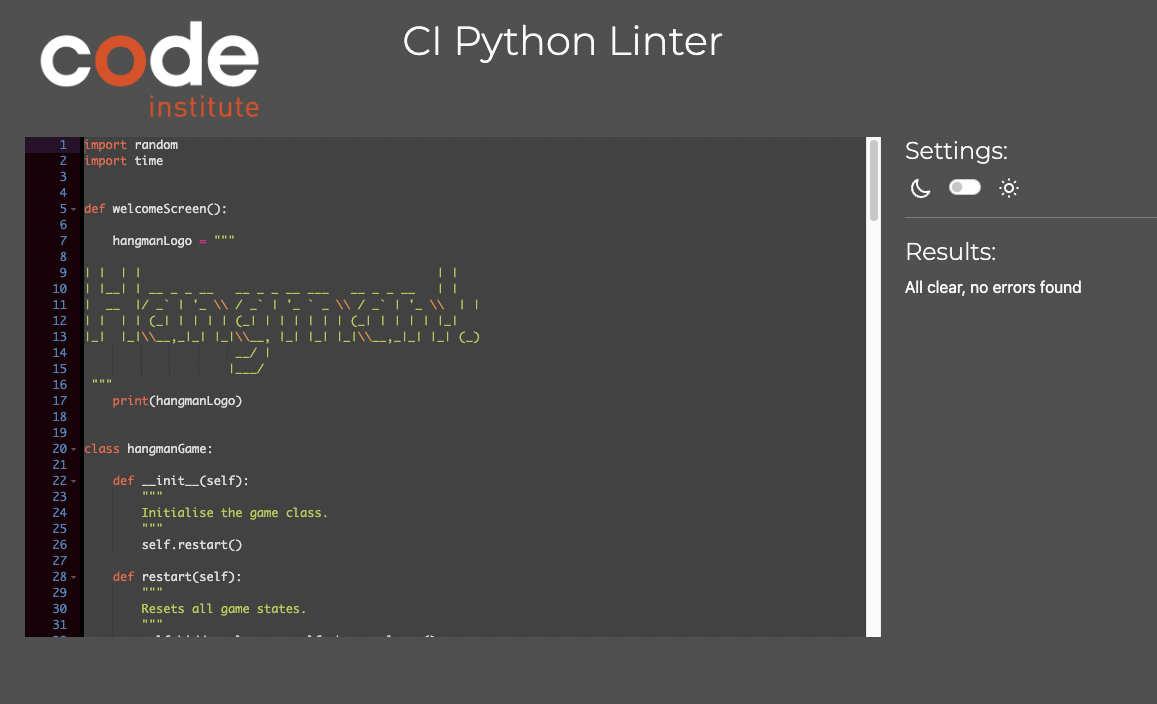 code
institute
CI Python Linter
1 import random
2 import time
3
4
5 def welcomeScreen():
6
7     hangmanLogo = """
8
9 | |  | |                                         | |
10 | |__| | __ _ _ __   __ _ _ __ ___   __ _ _ __   | |
11 |  __  |/ _` | '_ \\ / _` | '_ ` _ \\ / _` | '_ \\  | |
12 | |  | | (_| | | | | (_| | | | | | | (_| | | | | |_|
13 |_|  |_|\\__,_|_| |_|\\__, |_| |_| |_|\\__,_|_| |_| (_)
14                      __/ |
15                     |___/
16  """
17     print(hangmanLogo)
18
19
20 class hangmanGame:
21
22     def __init__(self):
23         """
24         Initialise the game class.
25         """
26         self.restart()
27
28     def restart(self):
29         """
30         Resets all game states.
31         """
Settings:
Results:
All clear, no errors found